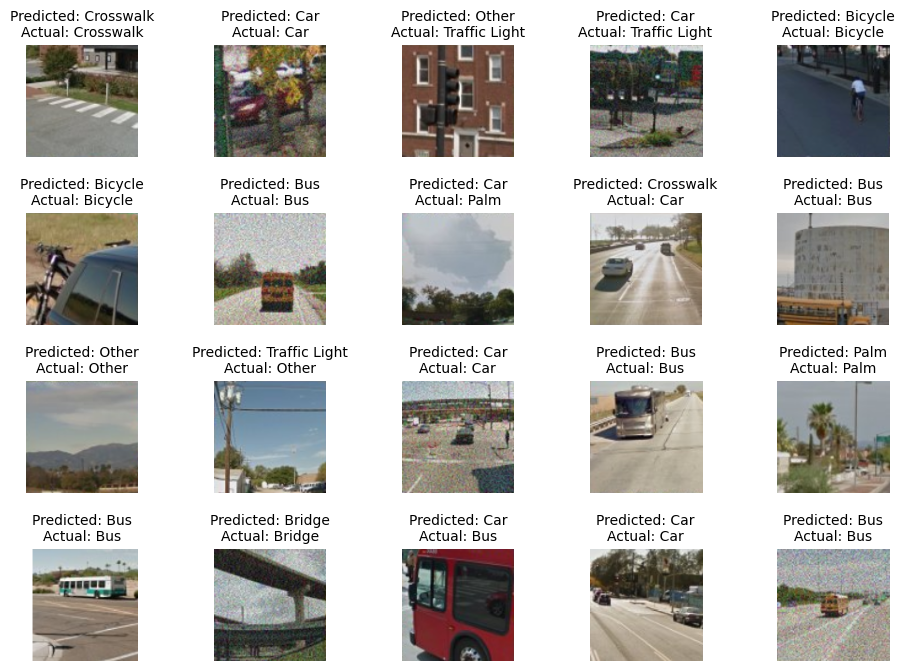 Predicted: Crosswalk
Actual: Crosswalk
Predicted: Car
Actual: Car
Predicted: Other
Actual: Traffic Light
Predicted: Car
Actual: Traffic Light
Predicted: Bicycle
Actual: Bicycle
Predicted: Bicycle
Actual: Bicycle
Predicted: Bus
Actual: Bus
Predicted: Car
Actual: Palm
Predicted: Crosswalk
Actual: Car
Predicted: Bus
Actual: Bus
Predicted: Other
Actual: Other
Predicted: Traffic Light
Actual: Other
Predicted: Car
Actual: Car
Predicted: Bus
Actual: Bus
Predicted: Palm
Actual: Palm
Predicted: Bus
Actual: Bus
Predicted: Bridge
Actual: Bridge
Predicted: Car
Actual: Bus
Predicted: Car
Actual: Car
Predicted: Bus
Actual: Bus